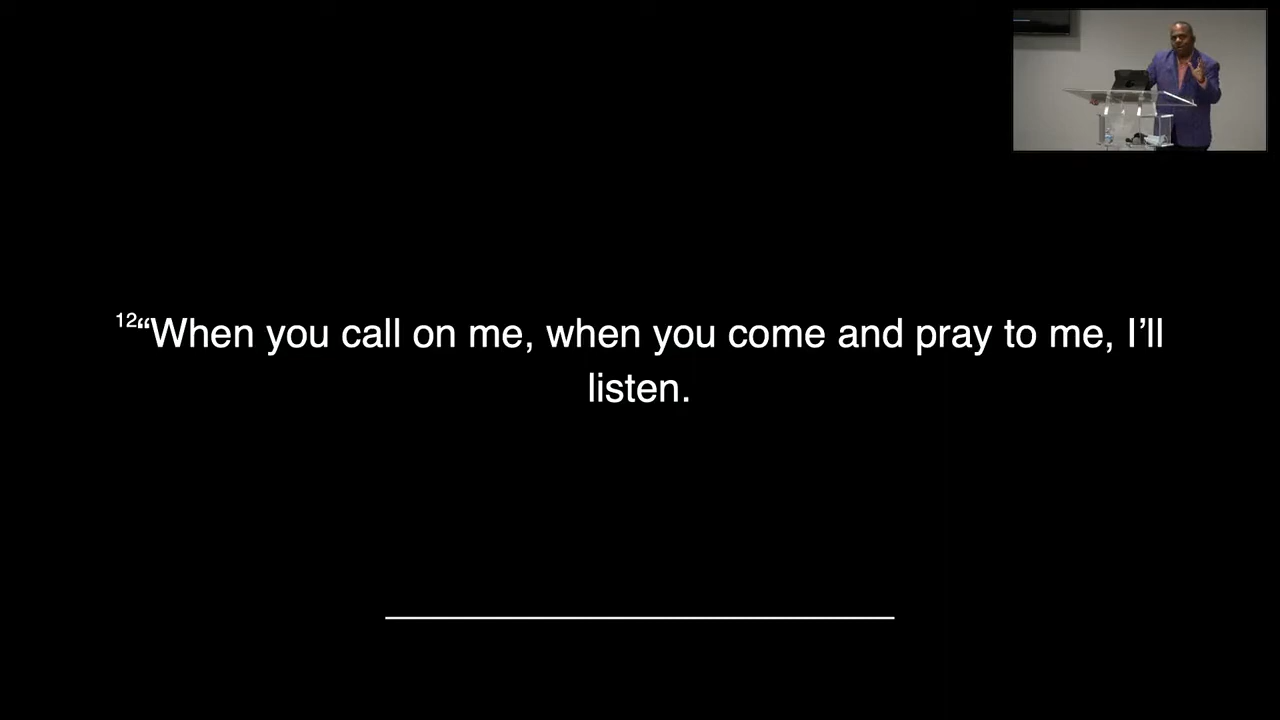 12“When you call on me, when you come and pray to me, I’ll
listen.